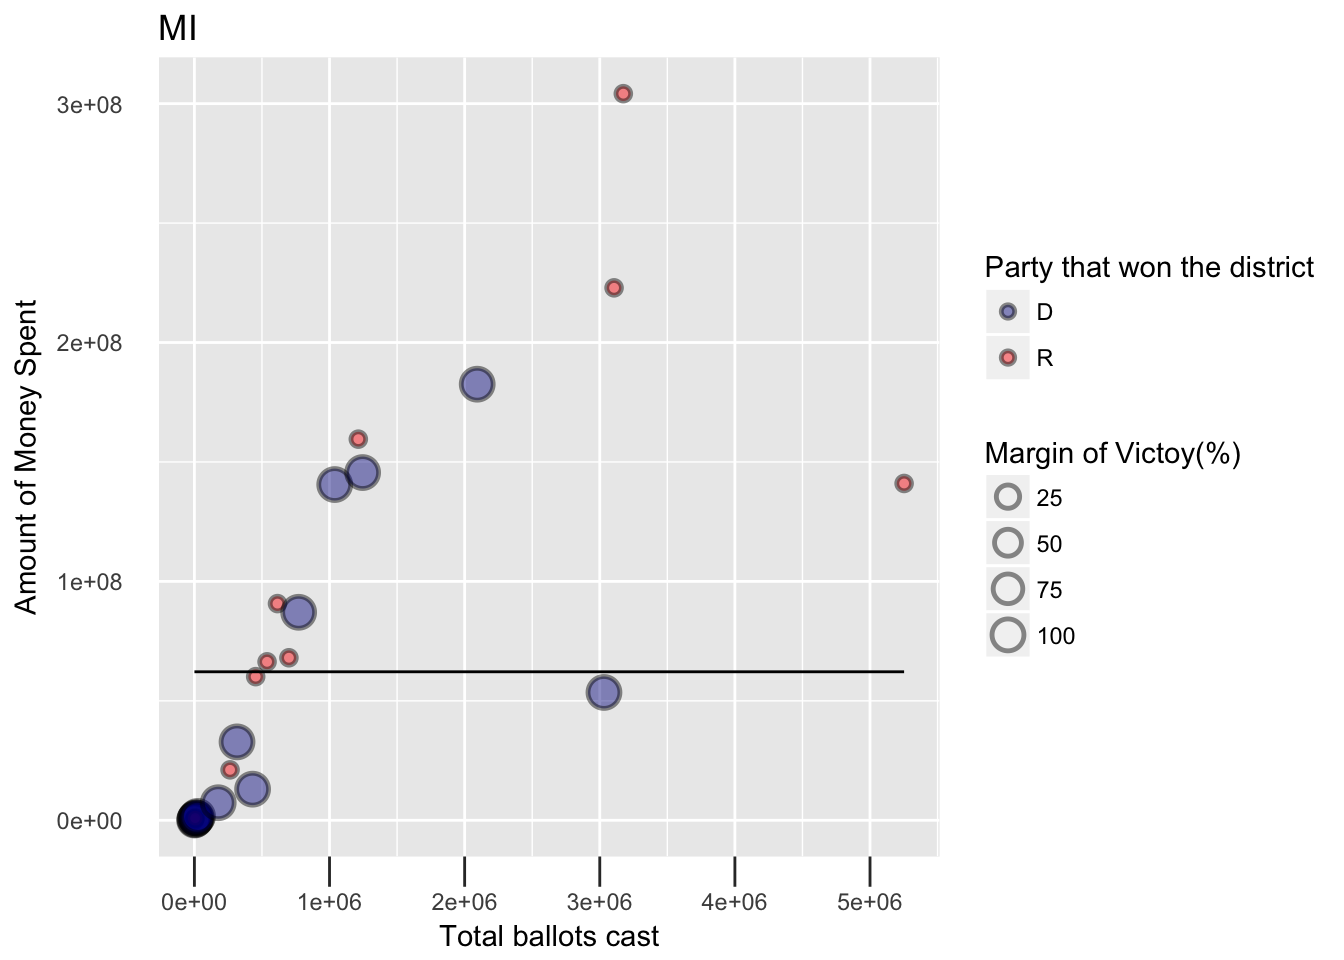 MI
3e+08
2e+08
1e+08
0e+00
Amount of Money Spent
0e+00 1e+06 2e+06 3e+06 4e+06 5e+06
Total ballots cast
Party that won the district
D
R
Margin of Victoy(%)
25
50
75
100